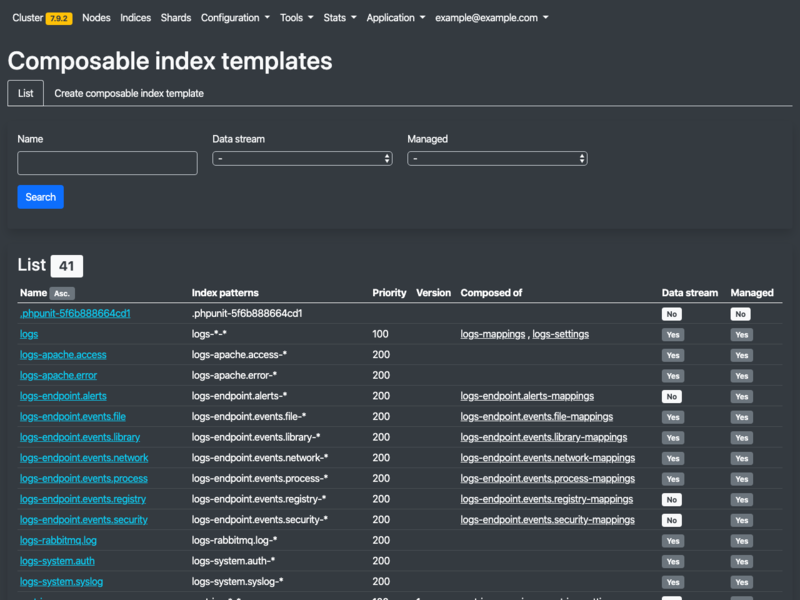 Cluster 7.9.2 Nodes Indices Shards Configuration Tools Stats Application example@example.com
Composable index templates
List Create composable index template
Name Data stream Managed
- -
Search
List 41
Name Asc. Index patterns Priority Version Composed of Data stream Managed
.phpunit-5f6b888664cd1 .phpunit-5f6b888664cd1 No No
logs logs-*-* 100 logs-mappings , logs-settings Yes Yes
logs-apache.access logs-apache.access-* 200 Yes Yes
logs-apache.error logs-apache.error-* 200 Yes Yes
logs-endpoint.alerts logs-endpoint.alerts-* 200 logs-endpoint.alerts-mappings No Yes
logs-endpoint.events.file logs-endpoint.events.file-* 200 logs-endpoint.events.file-mappings Yes Yes
logs-endpoint.events.library logs-endpoint.events.library-* 200 logs-endpoint.events.library-mappings Yes Yes
logs-endpoint.events.network logs-endpoint.events.network-* 200 logs-endpoint.events.network-mappings Yes Yes
logs-endpoint.events.process logs-endpoint.events.process-* 200 logs-endpoint.events.process-mappings Yes Yes
logs-endpoint.events.registry logs-endpoint.events.registry-* 200 logs-endpoint.events.registry-mappings No Yes
logs-endpoint.events.security logs-endpoint.events.security-* 200 logs-endpoint.events.security-mappings No Yes
logs-rabbitmq.log logs-rabbitmq.log-* 200 Yes Yes
logs-system.auth logs-system.auth-* 200 Yes Yes
logs-system.syslog logs-system.syslog-* 200 Yes Yes